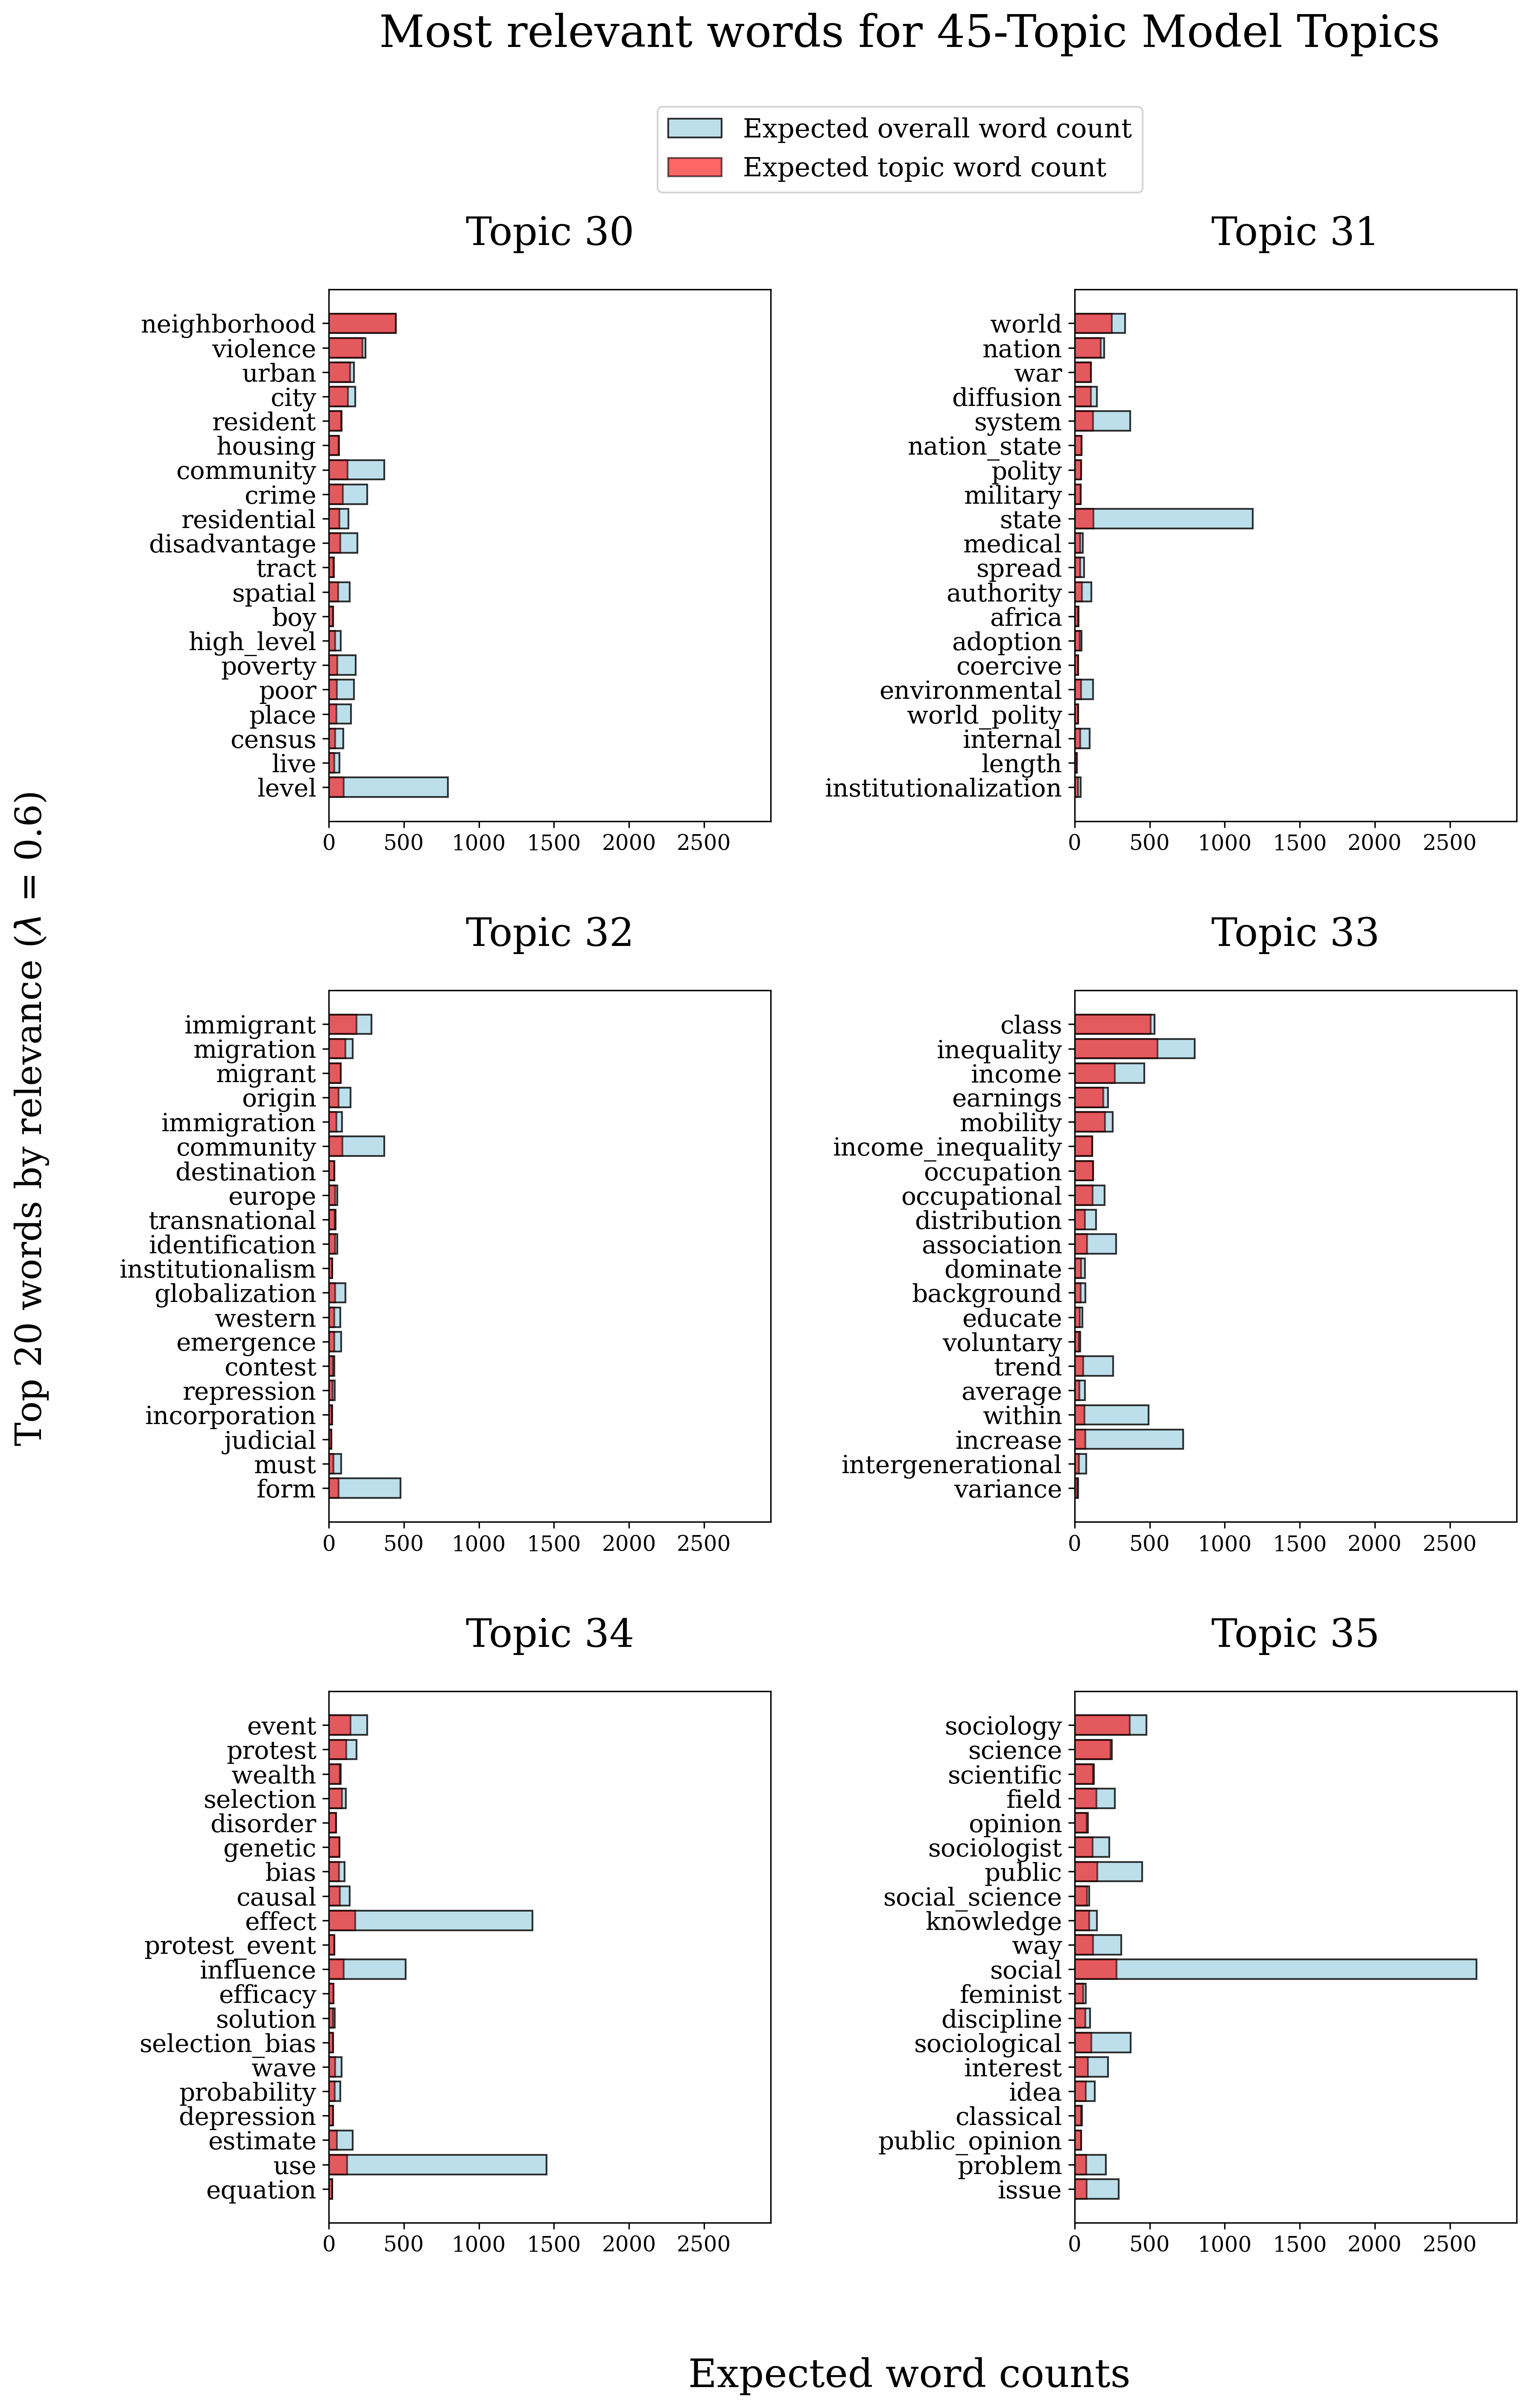 Most relevant words for 45-Topic Model Topics
Expected overall word count
Expected topic word count
Top 20 words by relevance (λ = 0.6)
Topic 30
neighborhood
violence
urban
city
resident
housing
community
crime
residential
disadvantage
tract
spatial
boy
high_level
poverty
poor
place
census
live
level
0 500 1000 1500 2000 2500
Topic 31
world
nation
war
diffusion
system
nation_state
polity
military
state
medical
spread
authority
africa
adoption
coercive
environmental
world_polity
internal
length
institutionalization
0 500 1000 1500 2000 2500
Topic 32
immigrant
migration
migrant
origin
immigration
community
destination
europe
transnational
identification
institutionalism
globalization
western
emergence
contest
repression
incorporation
judicial
must
form
0 500 1000 1500 2000 2500
Topic 33
class
inequality
income
earnings
mobility
income_inequality
occupation
occupational
distribution
association
dominate
background
educate
voluntary
trend
average
within
increase
intergenerational
variance
0 500 1000 1500 2000 2500
Topic 34
event
protest
wealth
selection
disorder
genetic
bias
causal
effect
protest_event
influence
efficacy
solution
selection_bias
wave
probability
depression
estimate
use
equation
0 500 1000 1500 2000 2500
Topic 35
sociology
science
scientific
field
opinion
sociologist
public
social_science
knowledge
way
social
feminist
discipline
sociological
interest
idea
classical
public_opinion
problem
issue
0 500 1000 1500 2000 2500
Expected word counts